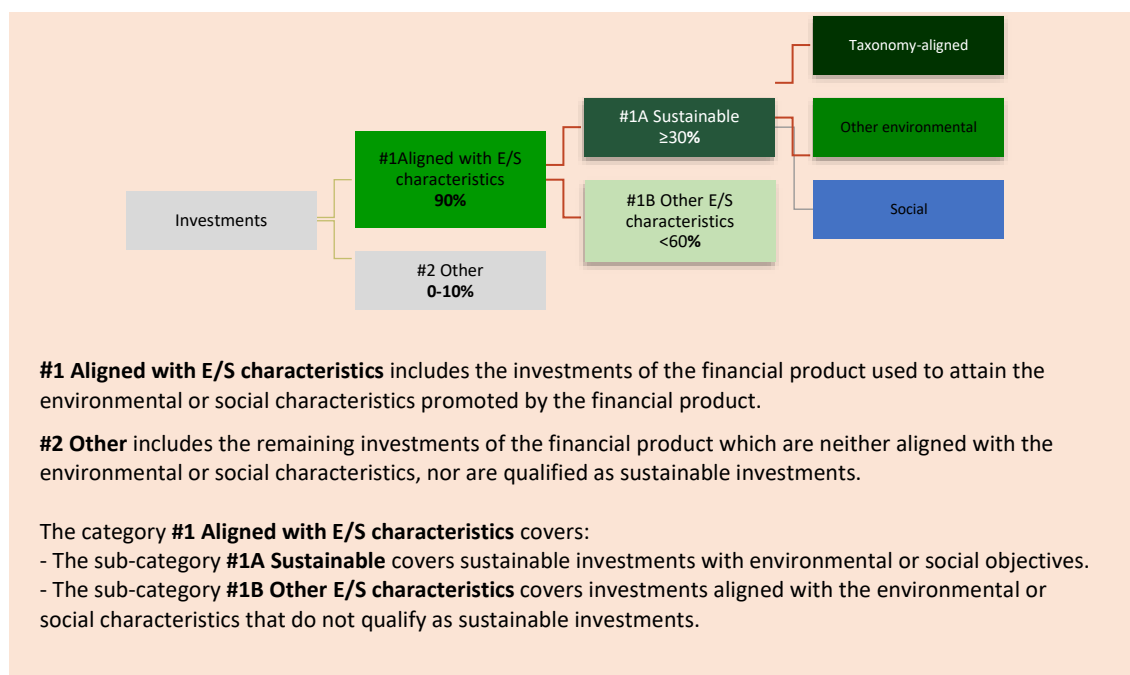 Taxonomy-aligned
#1A Sustainable
≥30%
Other environmental
#1Aligned with E/S
characteristics
90%
#1B Other E/S
characteristics
<60%
Social
Investments
#2 Other
0-10%
#1 Aligned with E/S characteristics includes the investments of the financial product used to attain the
environmental or social characteristics promoted by the financial product.
#2 Other includes the remaining investments of the financial product which are neither aligned with the
environmental or social characteristics, nor are qualified as sustainable investments.
The category #1 Aligned with E/S characteristics covers:
- The sub-category #1A Sustainable covers sustainable investments with environmental or social objectives.
- The sub-category #1B Other E/S characteristics covers investments aligned with the environmental or
social characteristics that do not qualify as sustainable investments.